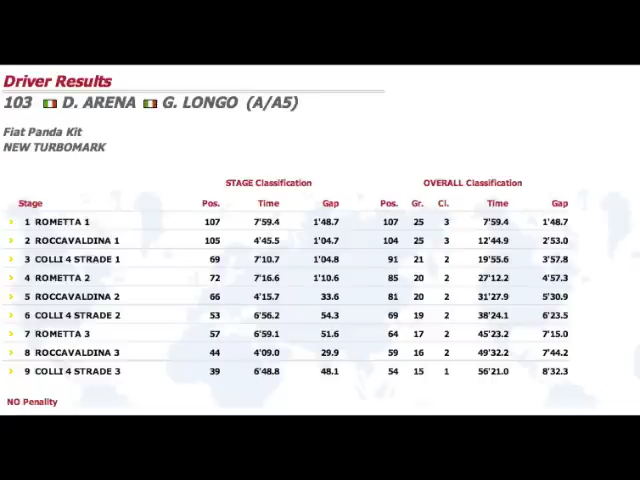 Driver Results
103 D. ARENA G. LONGO (A/A5)
Fiat Panda Kit
NEW TURBOMARK
STAGE Classification OVERALL Classification
Stage Pos. Time Gap Pos. Gr. Cl. Time Gap
1 ROMETTA 1 107 7'59.4 1'48.7 107 25 3 7'59.4 1'48.7
2 ROCCAVALDINA 1 105 4'45.5 1'04.7 104 25 3 12'44.9 2'53.0
3 COLLI 4 STRADE 1 69 7'10.7 1'04.8 91 21 2 19'55.6 3'57.8
4 ROMETTA 2 72 7'16.6 1'10.6 85 20 2 27'12.2 4'57.3
5 ROCCAVALDINA 2 66 4'15.7 33.6 81 20 2 31'27.9 5'30.9
6 COLLI 4 STRADE 2 53 6'56.2 54.3 69 19 2 38'24.1 6'23.5
7 ROMETTA 3 57 6'59.1 51.6 64 17 2 45'23.2 7'15.0
8 ROCCAVALDINA 3 44 4'09.0 29.9 59 16 2 49'32.2 7'44.2
9 COLLI 4 STRADE 3 39 6'48.8 48.1 54 15 1 56'21.0 8'32.3
NO Penality